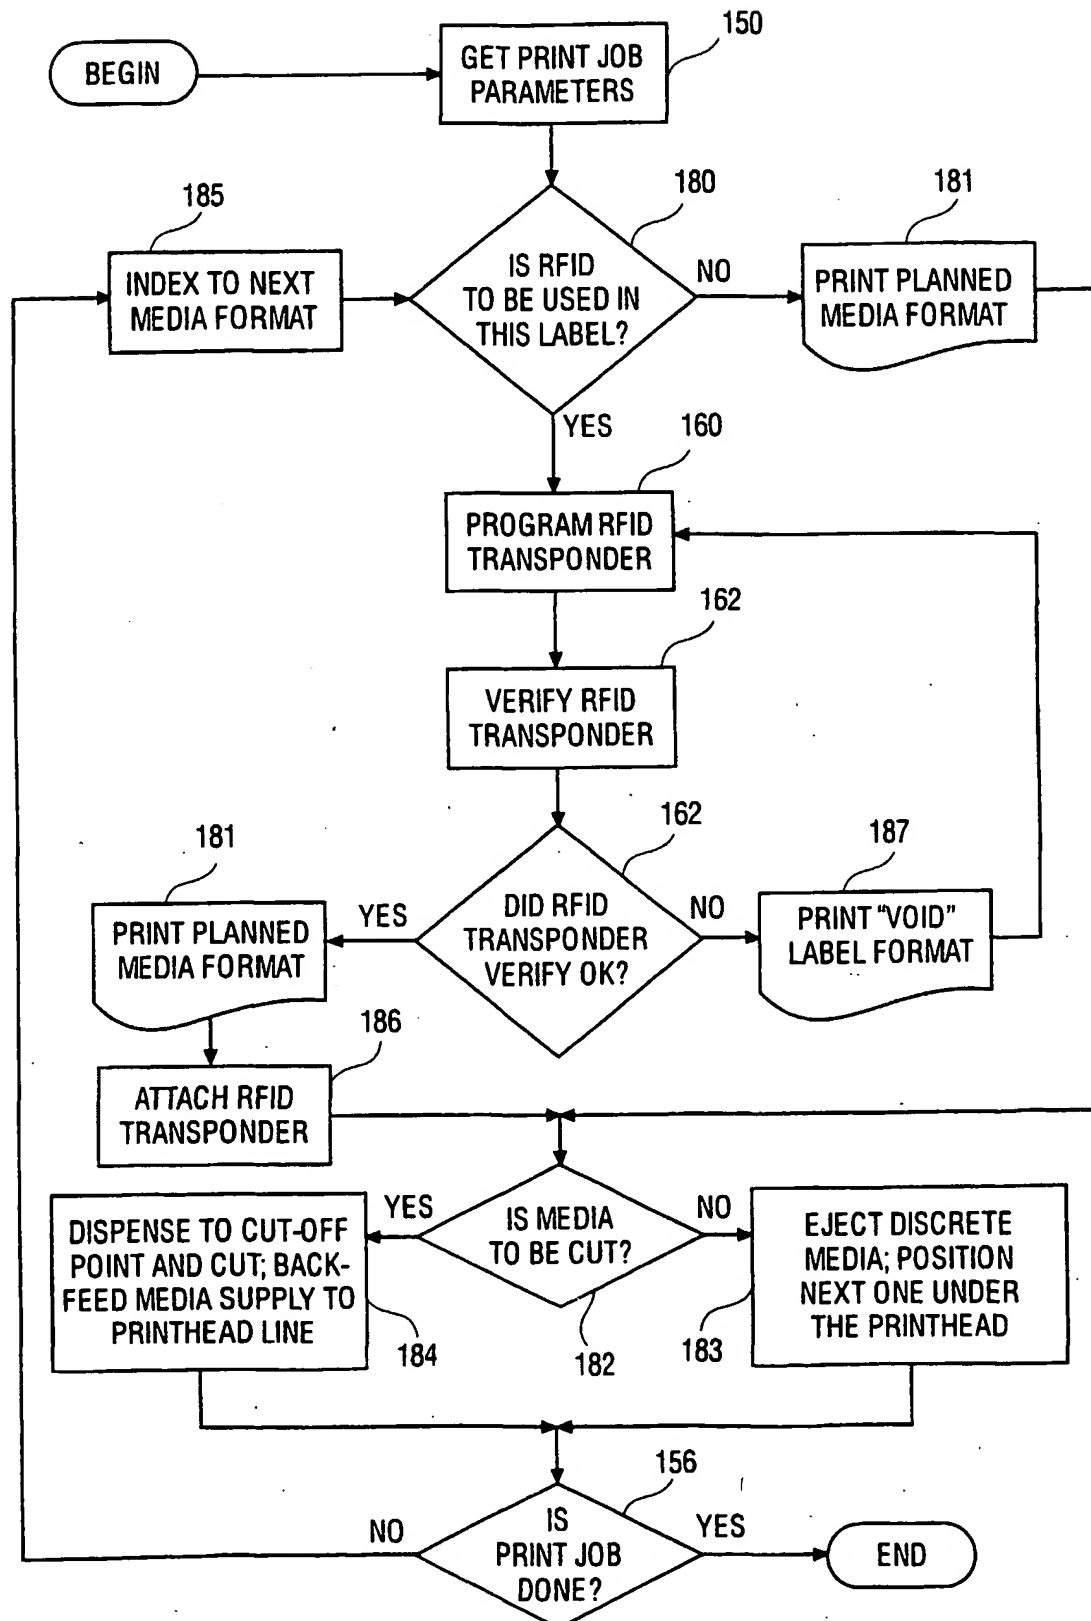 150
BEGIN
GET PRINT JOB
PARAMETERS
185
180
181
INDEX TO NEXT
MEDIA FORMAT
IS RFID
TO BE USED IN
THIS LABEL?
NO
PRINT PLANNED
MEDIA FORMAT
YES
160
PROGRAM RFID
TRANSPONDER
162
VERIFY RFID
TRANSPONDER
162
181
187
PRINT PLANNED
MEDIA FORMAT
YES
DID RFID
TRANSPONDER
VERIFY OK?
NO
PRINT "VOID"
LABEL FORMAT
186
ATTACH RFID
TRANSPONDER
DISPENSE TO CUT-OFF
POINT AND CUT; BACK-
FEED MEDIA SUPPLY TO
PRINTHEAD LINE
184
YES
IS MEDIA
TO BE CUT?
182
NO
EJECT DISCRETE
MEDIA; POSITION
NEXT ONE UNDER
THE PRINTHEAD
183
156
NO
IS
PRINT JOB
DONE?
YES
END